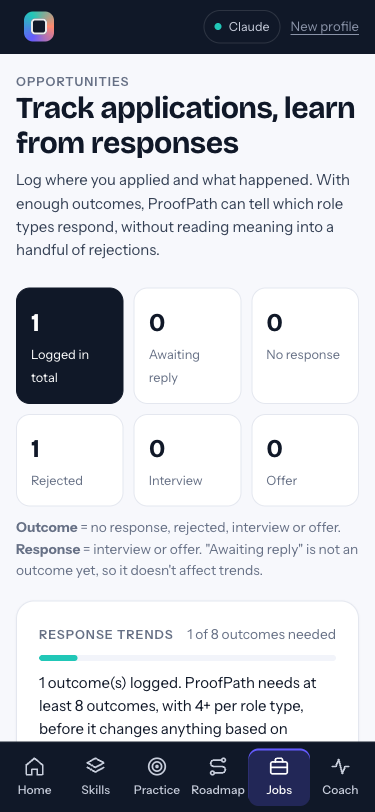 Claude
New profile
OPPORTUNITIES
Track applications, learn
from responses
Log where you applied and what happened. With
enough outcomes, ProofPath can tell which role
types respond, without reading meaning into a
handful of rejections.
1
Logged in
total
0
Awaiting
reply
0
No response
1
Rejected
0
Interview
0
Offer
Outcome = no response, rejected, interview or offer.
Response = interview or offer. "Awaiting reply" is not an
outcome yet, so it doesn't affect trends.
RESPONSE TRENDS 1 of 8 outcomes needed
1 outcome(s) logged. ProofPath needs at
least 8 outcomes, with 4+ per role type,
before it changes anything based on
Home Skills Practice Roadmap Jobs Coach